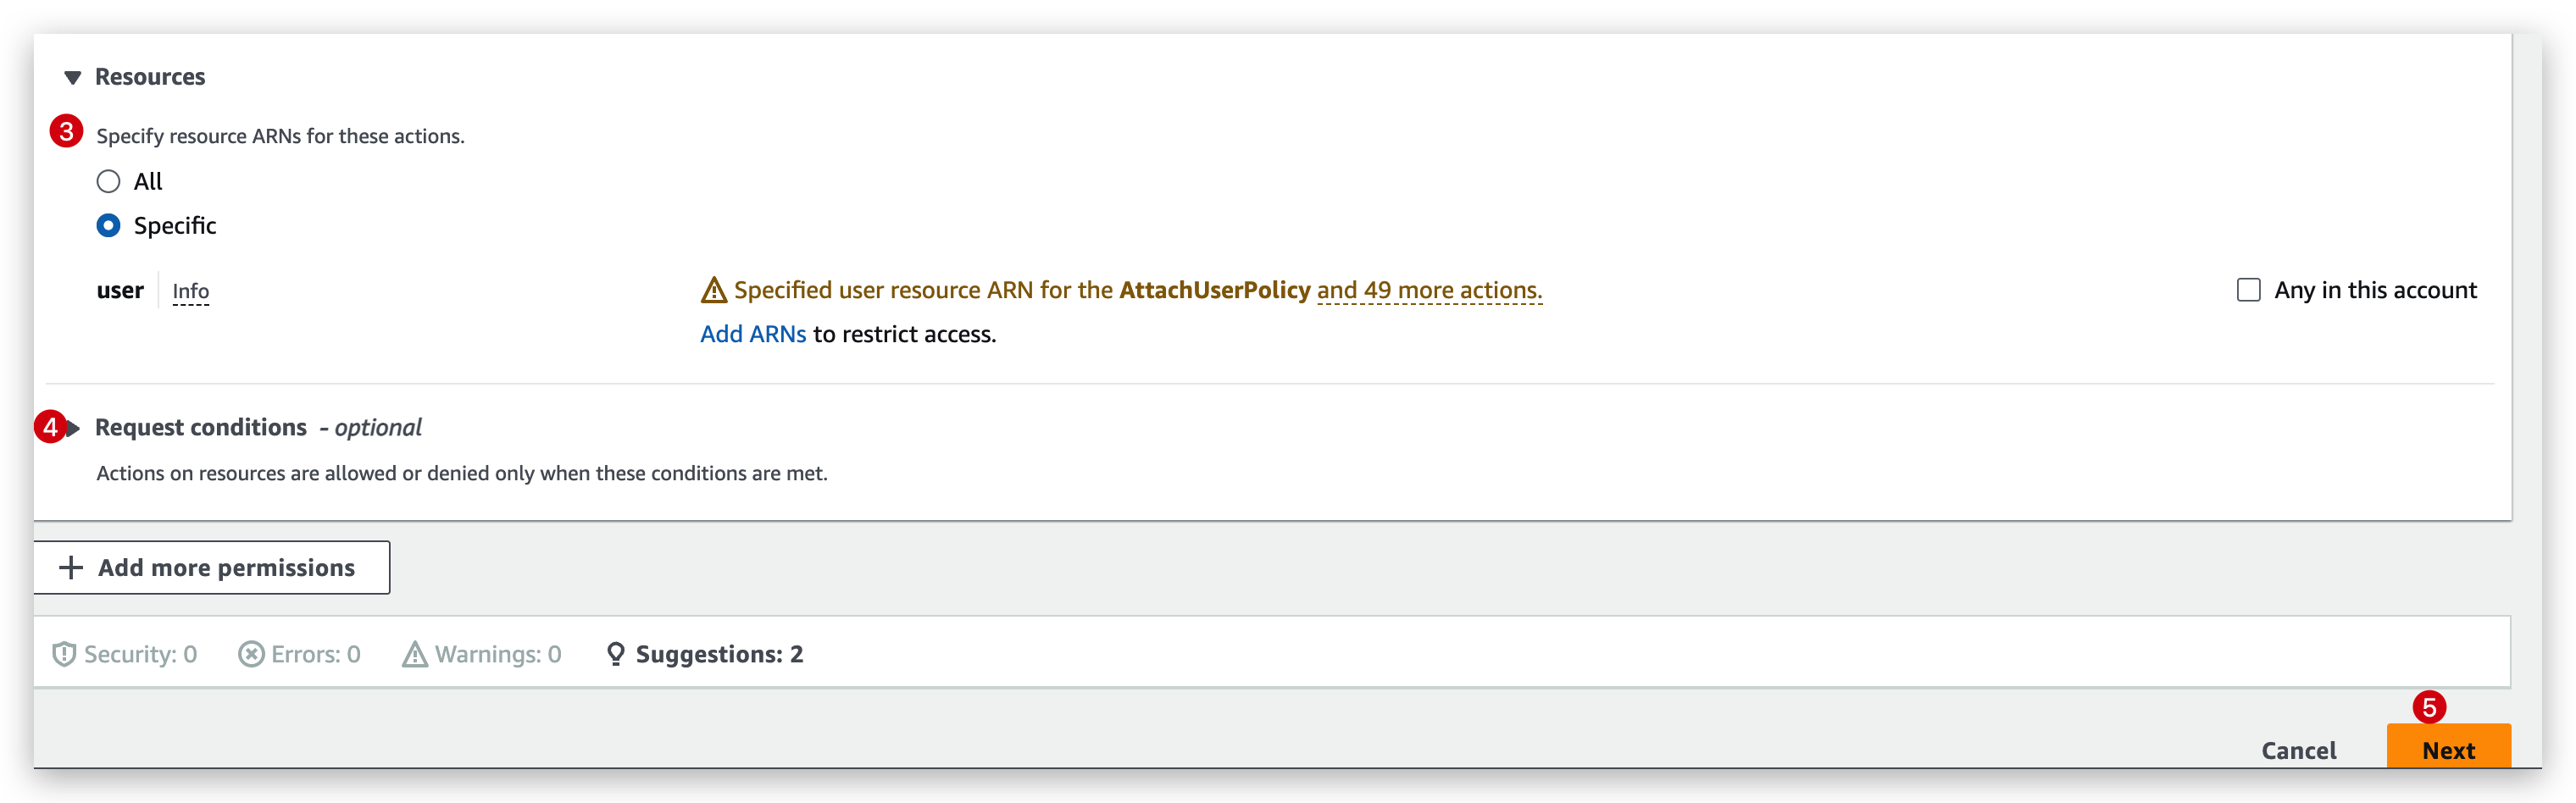 Resources
3 Specify resource ARNs for these actions.
All
Specific
user Info Specified user resource ARN for the AttachUserPolicy and 49 more actions. Any in this account
Add ARNs to restrict access.
4 Request conditions - optional
Actions on resources are allowed or denied only when these conditions are met.
Add more permissions
Security: 0 Errors: 0 Warnings: 0 Suggestions: 2
5
Cancel Next